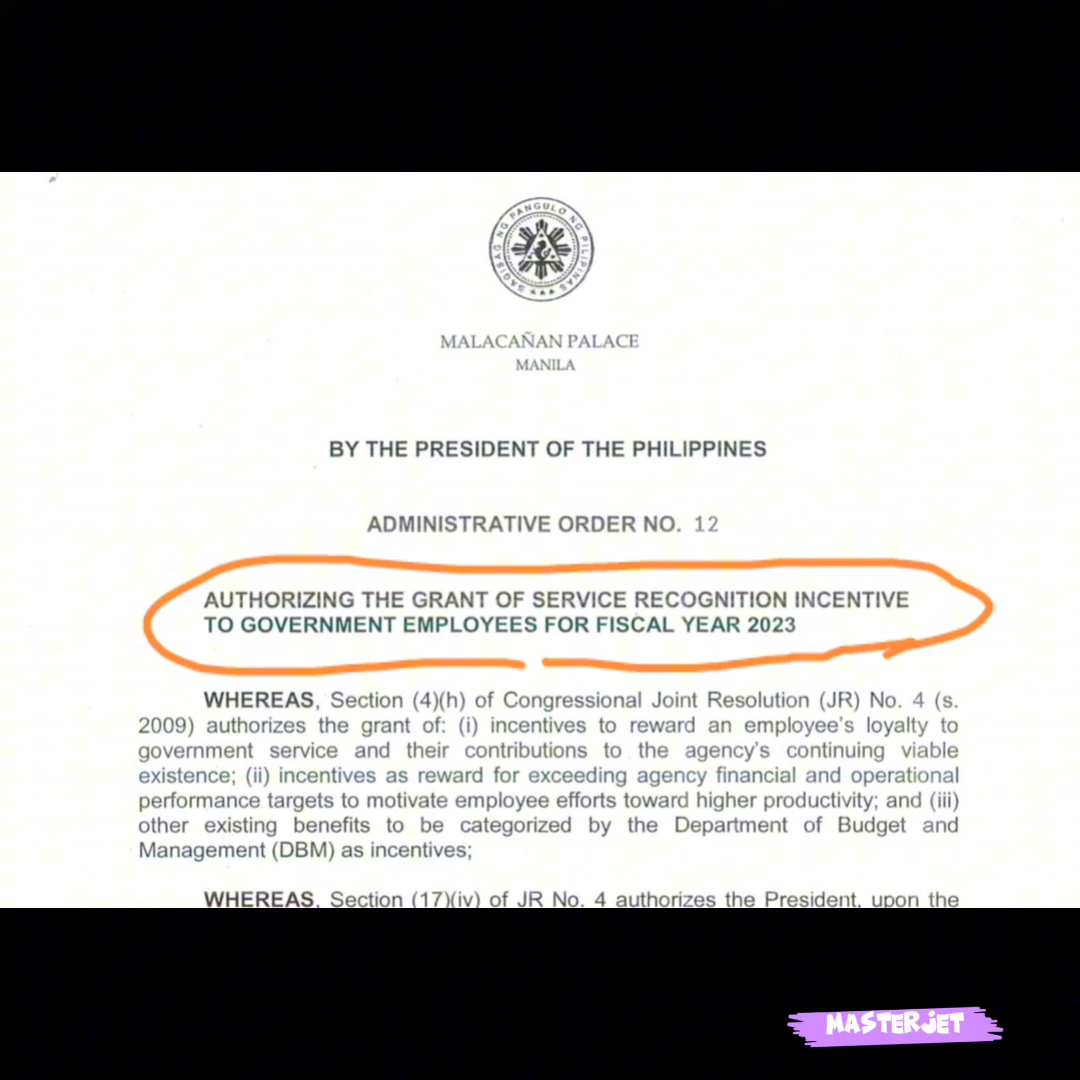 SAGISAG NG PANGULO NG PILIPINAS
MALACAÑAN PALACE
MANILA
BY THE PRESIDENT OF THE PHILIPPINES
ADMINISTRATIVE ORDER NO. 12
AUTHORIZING THE GRANT OF SERVICE RECOGNITION INCENTIVE
TO GOVERNMENT EMPLOYEES FOR FISCAL YEAR 2023
WHEREAS, Section (4)(h) of Congressional Joint Resolution (JR) No. 4 (s.
2009) authorizes the grant of: (i) incentives to reward an employee's loyalty to
government service and their contributions to the agency's continuing viable
existence; (ii) incentives as reward for exceeding agency financial and operational
performance targets to motivate employee efforts toward higher productivity; and (iii)
other existing benefits to be categorized by the Department of Budget and
Management (DBM) as incentives;
WHEREAS, Section (17)(iv) of JR No. 4 authorizes the President, upon the
MASTERJET